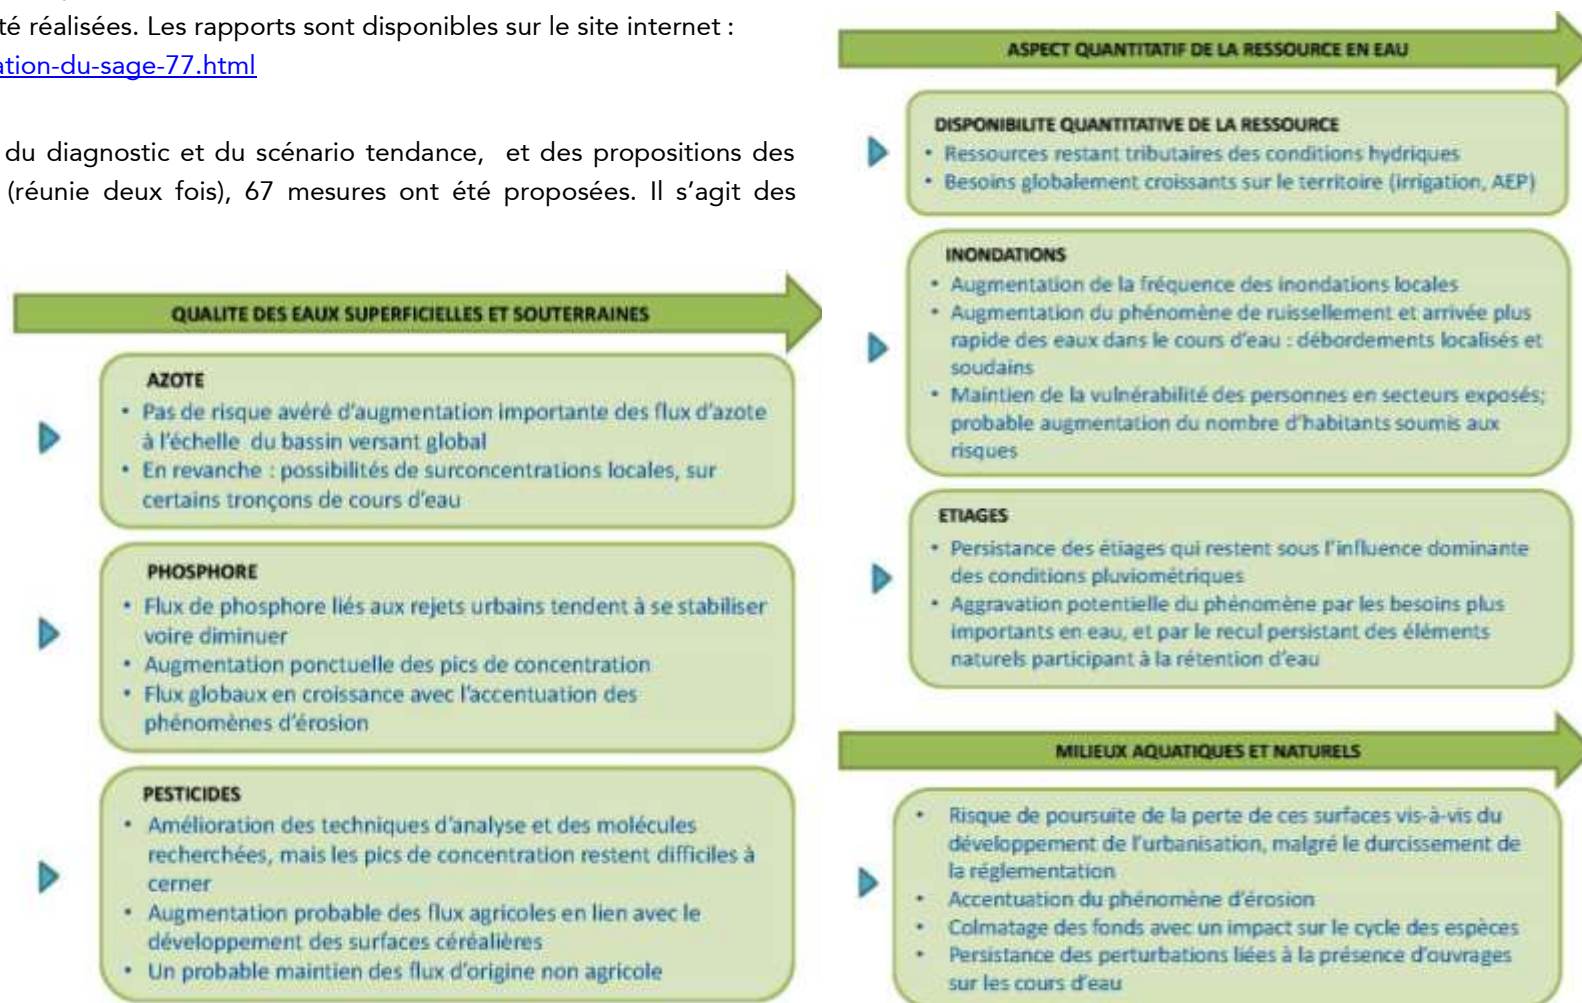 té réalisées. Les rapports sont disponibles sur le site internet :
ation-du-sage-77.html
du diagnostic et du scénario tendance, et des propositions des
(réunie deux fois), 67 mesures ont été proposées. Il s’agit des
QUALITE DES EAUX SUPERFICIELLES ET SOUTERRAINES
AZOTE
• Pas de risque avéré d’augmentation importante des flux d’azote
à l’échelle du bassin versant global
• En revanche : possibilités de surconcentrations locales, sur
certains tronçons de cours d’eau
PHOSPHORE
• Flux de phosphore liés aux rejets urbains tendent à se stabiliser
voire diminuer
• Augmentation ponctuelle des pics de concentration
• Flux globaux en croissance avec l’accentuation des
phénomènes d’érosion
PESTICIDES
• Amélioration des techniques d’analyse et des molécules
recherchées, mais les pics de concentration restent difficiles à
cerner
• Augmentation probable des flux agricoles en lien avec le
développement des surfaces céréalières
• Un probable maintien des flux d’origine non agricole
ASPECT QUANTITATIF DE LA RESSOURCE EN EAU
DISPONIBILITE QUANTITATIVE DE LA RESSOURCE
• Ressources restant tributaires des conditions hydriques
• Besoins globalement croissants sur le territoire (irrigation, AEP)
INONDATIONS
• Augmentation de la fréquence des inondations locales
• Augmentation du phénomène de ruissellement et arrivée plus
rapide des eaux dans le cours d’eau : débordements localisés et
soudains
• Maintien de la vulnérabilité des personnes en secteurs exposés;
probable augmentation du nombre d’habitants soumis aux
risques
ETIAGES
• Persistance des étiages qui restent sous l’influence dominante
des conditions pluviométriques
• Aggravation potentielle du phénomène par les besoins plus
importants en eau, et par le recul persistant des éléments
naturels participant à la rétention d’eau
MILIEUX AQUATIQUES ET NATURELS
• Risque de poursuite de la perte de ces surfaces vis-à-vis du
développement de l’urbanisation, malgré le durcissement de
la réglementation
• Accentuation du phénomène d’érosion
• Colmatage des fonds avec un impact sur le cycle des espèces
• Persistance des perturbations liées à la présence d’ouvrages
sur les cours d’eau